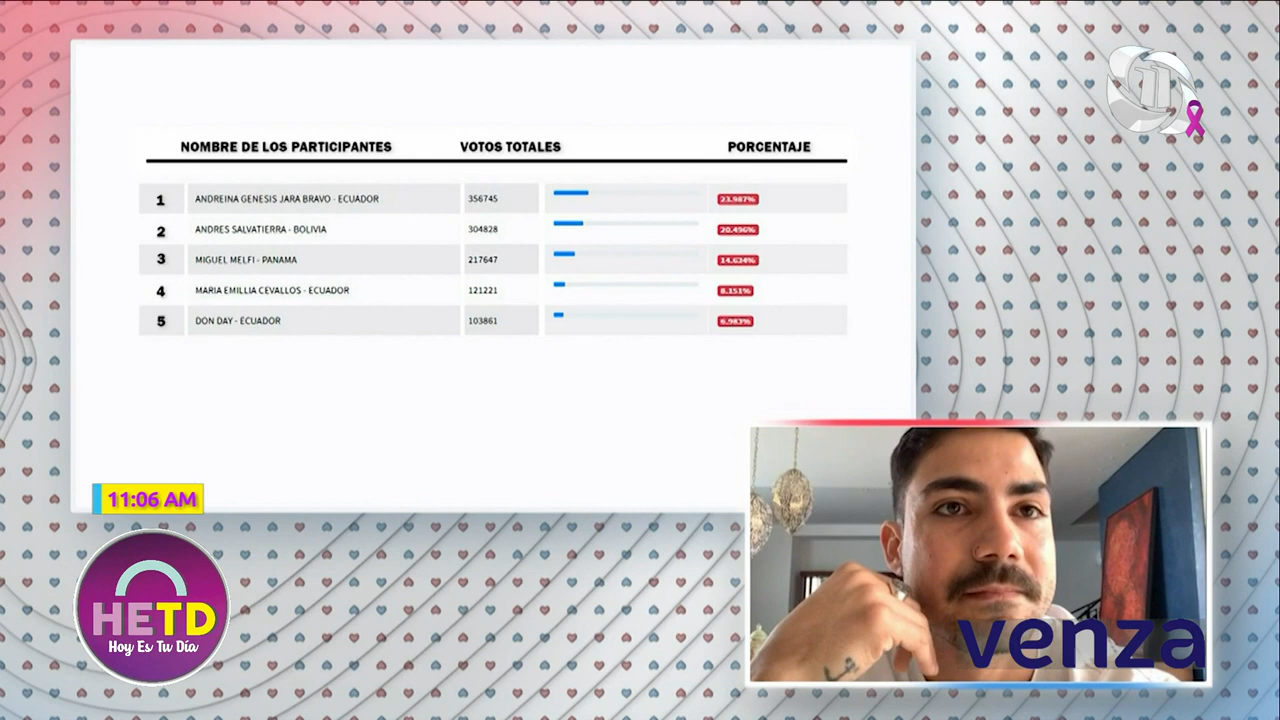 NOMBRE DE LOS PARTICIPANTES VOTOS TOTALES PORCENTAJE
1 ANDREINA GENESIS JARA BRAVO - ECUADOR 356745 23.987%
2 ANDRES SALVATIERRA - BOLIVIA 304828 20.496%
3 MIGUEL MELFI - PANAMA 217647 14.634%
4 MARIA EMILLIA CEVALLOS - ECUADOR 121221 8.151%
5 DON DAY - ECUADOR 103861 6.983%
11:06 AM
HETD
Hoy Es Tu Día
venza
11